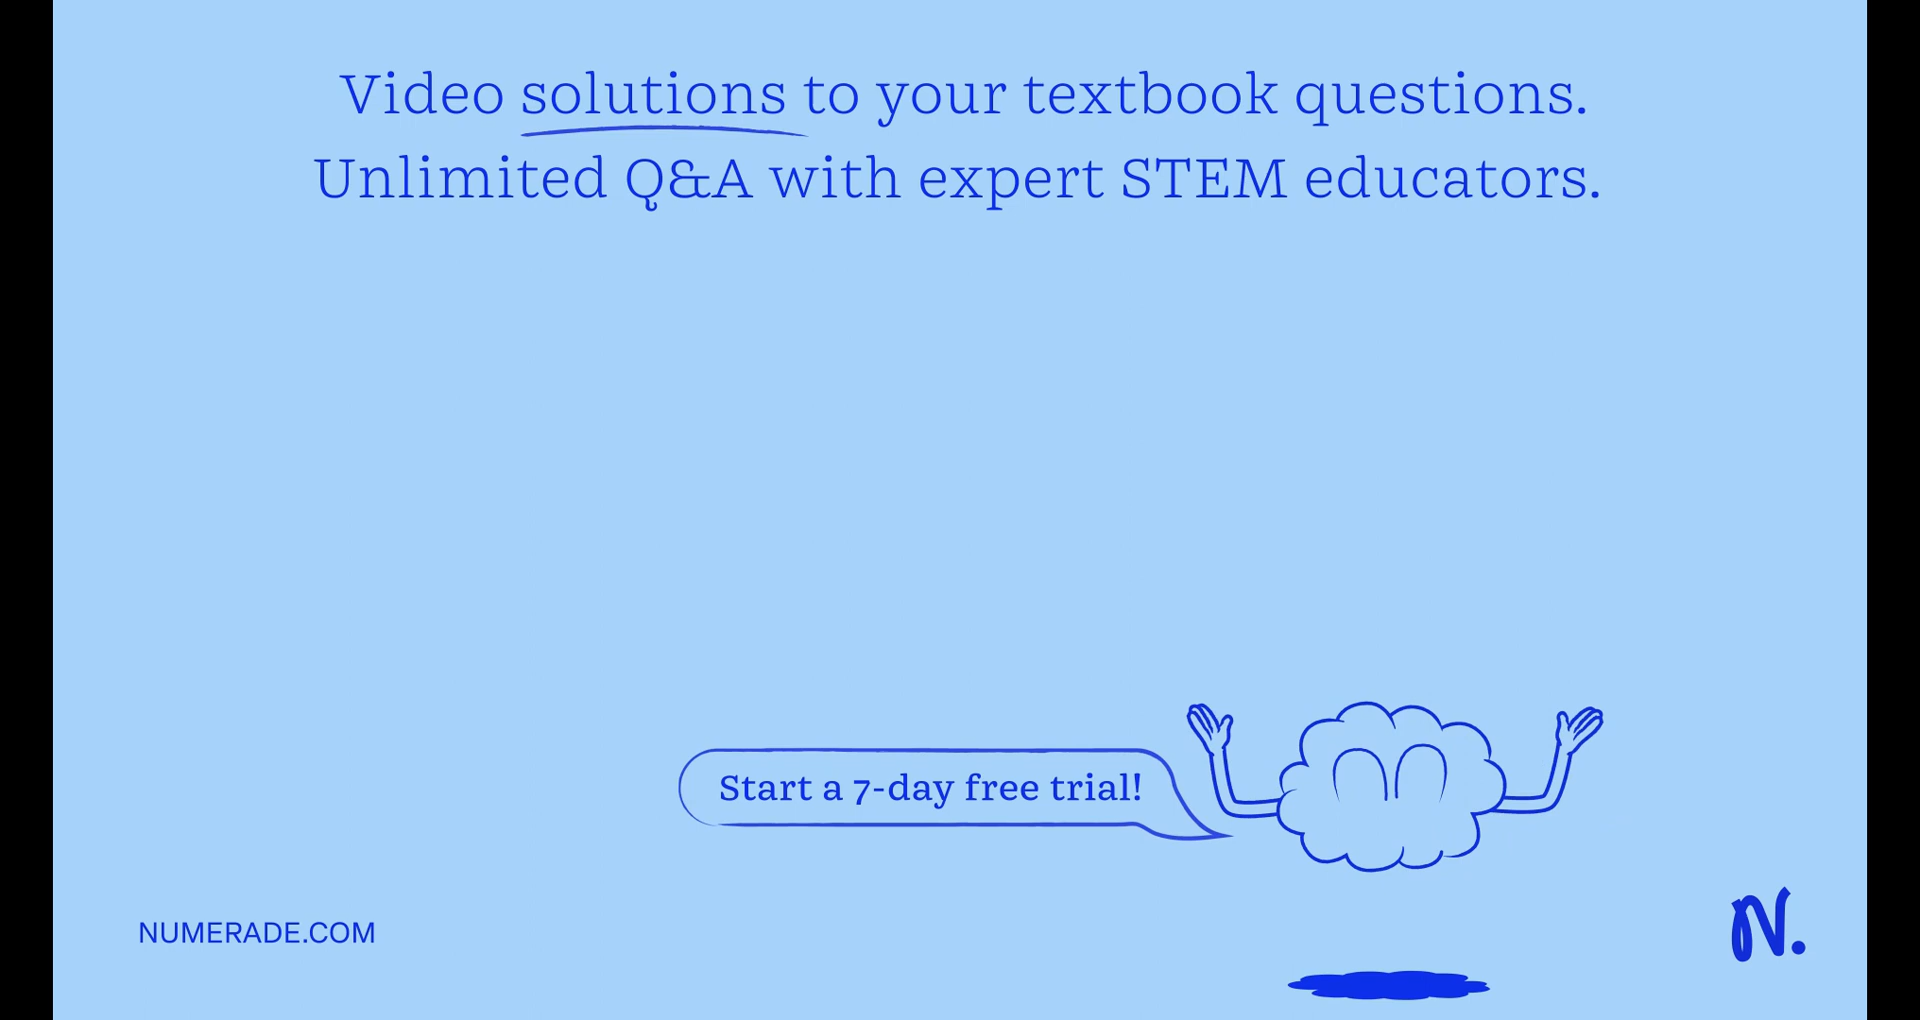 Video solutions to your textbook questions.
Unlimited Q&A with expert STEM educators.
Start a 7-day free trial!
NUMERADE.COM
N.